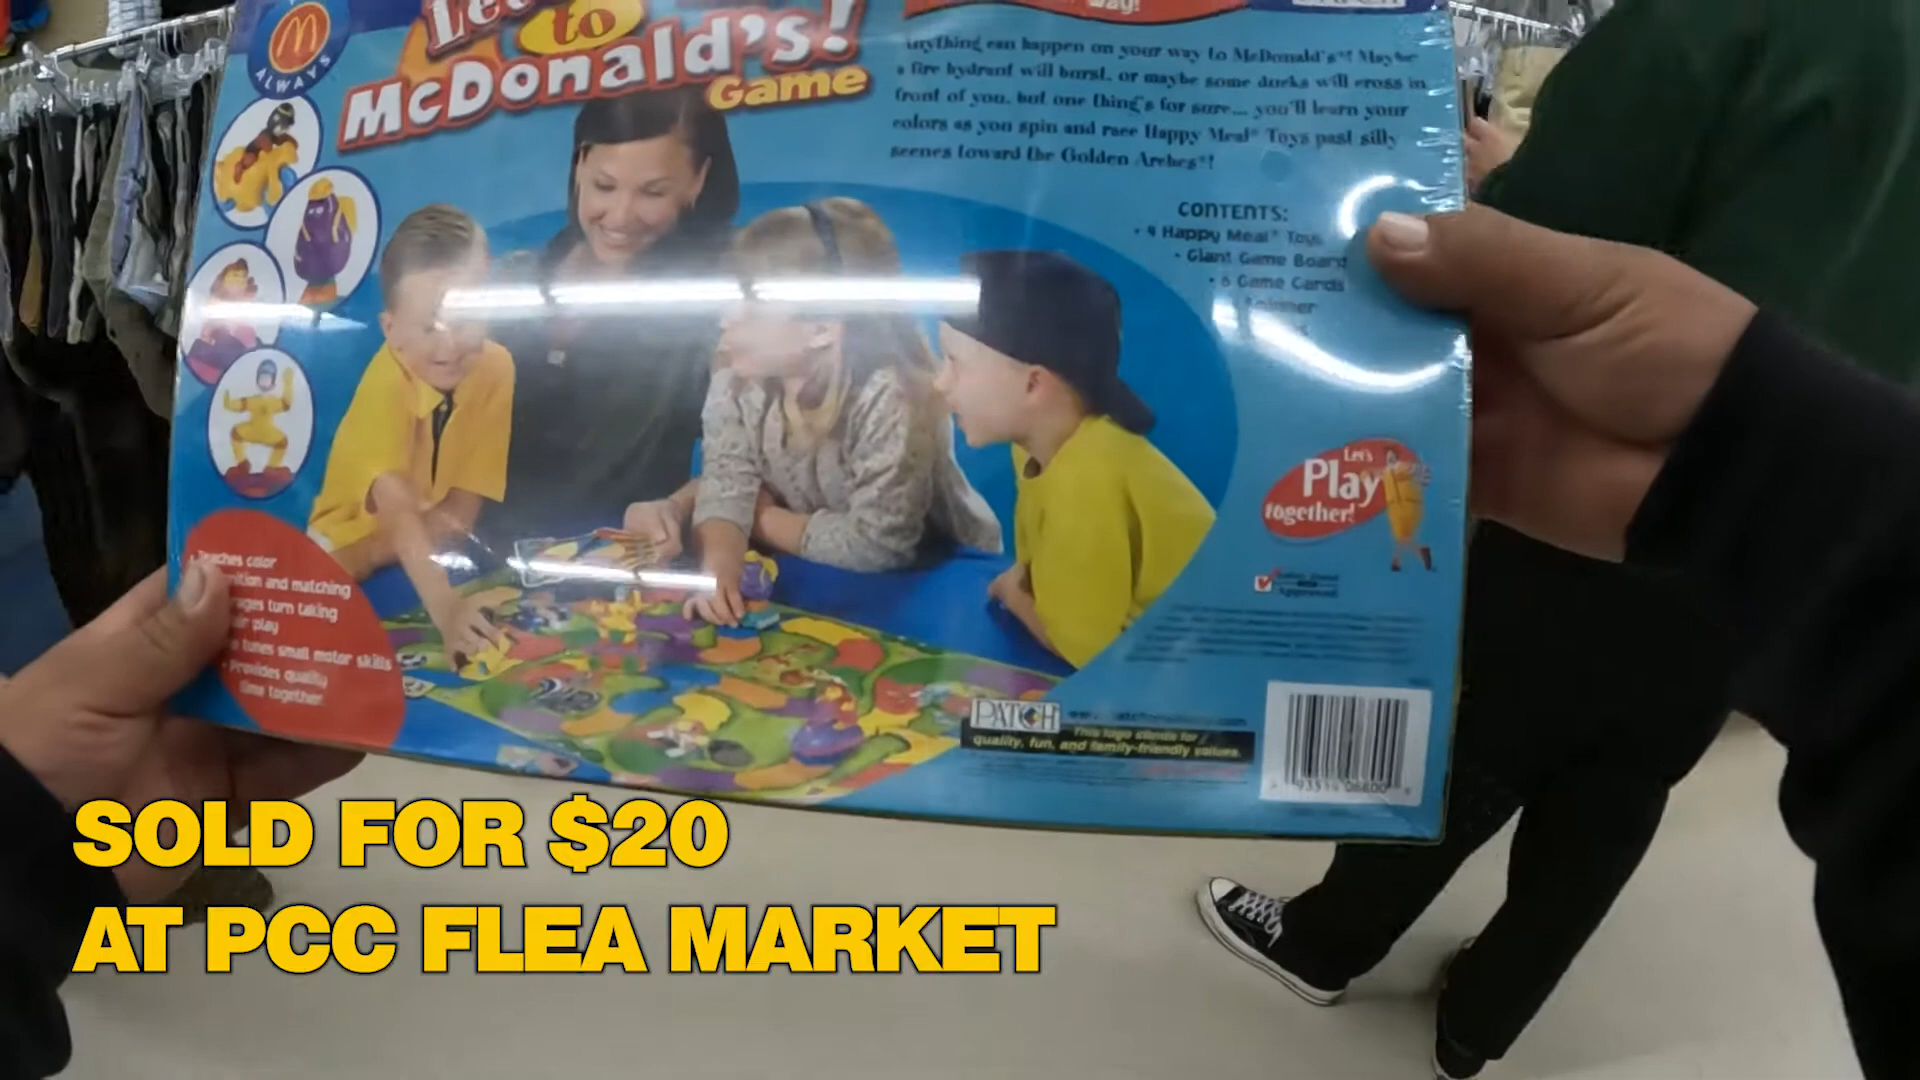 ALWAYS
to
McDonald's!
Game
way!
Anything can happen on your way to McDonald's®! Maybe
a fire hydrant will burst, or maybe some ducks will cross in
front of you, but one thing's for sure... you'll learn your
colors as you spin and race Happy Meal® Toys past silly
scenes toward the Golden Arches®!
CONTENTS:
• 4 Happy Meal® Toys
• Giant Game Board
• 6 Game Cards
Let's
Play
together!
Approved
Teaches color
and matching
turn taking
play
tunes small motor skills
• Provides quality
time together.
PATCH
This logo stands for
quality, fun, and family-friendly values.
SOLD FOR $20
AT PCC FLEA MARKET